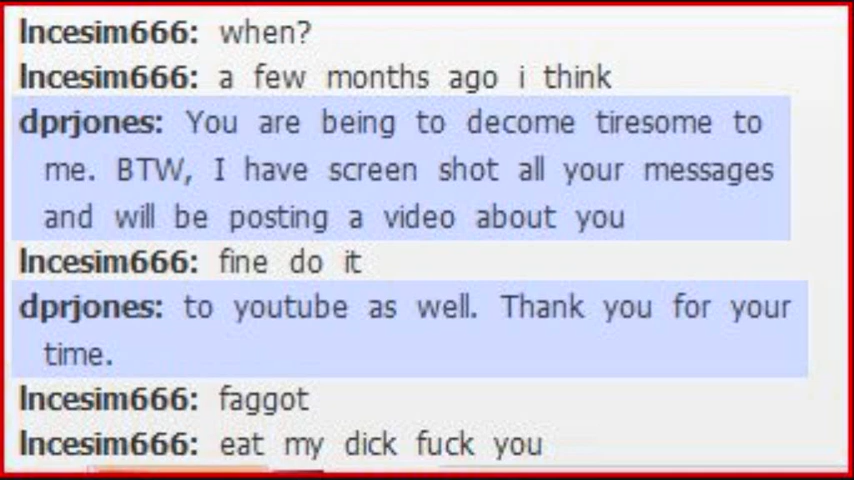 lncesim666: when?
lncesim666: a few months ago i think
dprjones: You are being to decome tiresome to
me. BTW, I have screen shot all your messages
and will be posting a video about you
lncesim666: fine do it
dprjones: to youtube as well. Thank you for your
time.
lncesim666: faggot
lncesim666: eat my dick fuck you